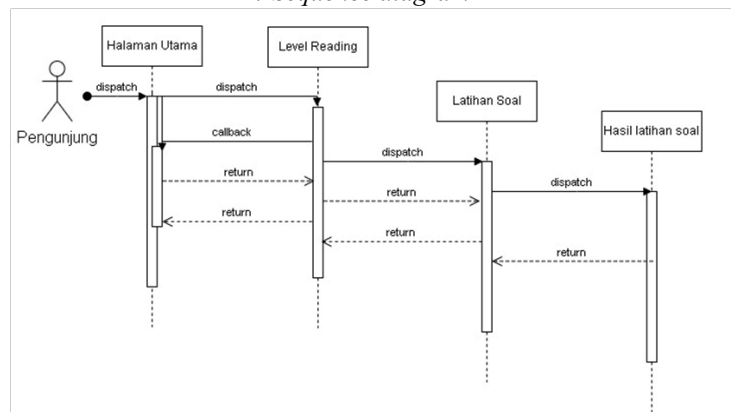 Halaman Utama
Level Reading
dispatch
dispatch
Latihan Soal
Pengunjung
Hasil latihan soal
callback
dispatch
return
dispatch
return
return
return
return